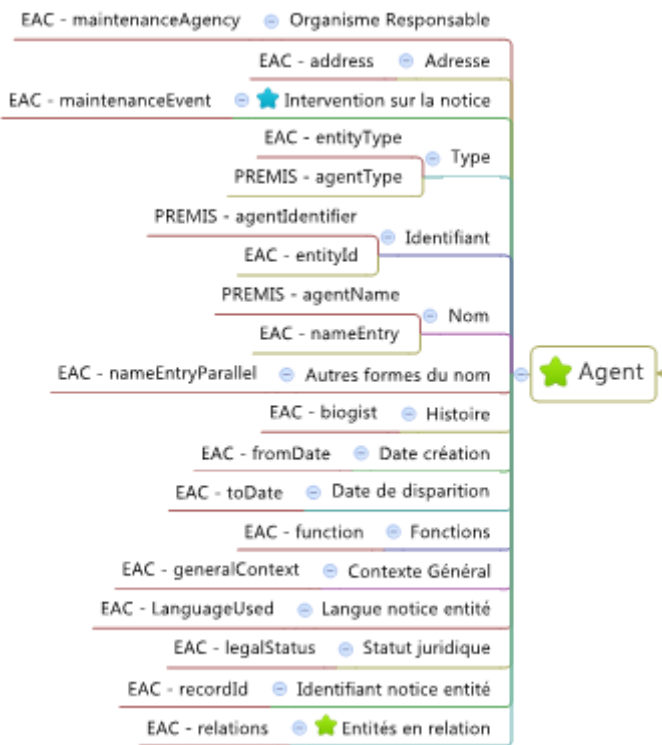 EAC - maintenanceAgency Organisme Responsable
EAC - address Adresse
EAC - maintenanceEvent Intervention sur la notice
EAC - entityType
Type
PREMIS - agentType
PREMIS - agentIdentifier
Identifiant
EAC - entityId
PREMIS - agentName
Nom
EAC - nameEntry
Agent
EAC - nameEntryParallel Autres formes du nom
EAC - biogist Histoire
EAC - fromDate Date création
EAC - toDate Date de disparition
EAC - function Fonctions
EAC - generalContext Contexte Général
EAC - LanguageUsed Langue notice entité
EAC - legalStatus Statut juridique
EAC - recordId Identifiant notice entité
EAC - relations Entités en relation